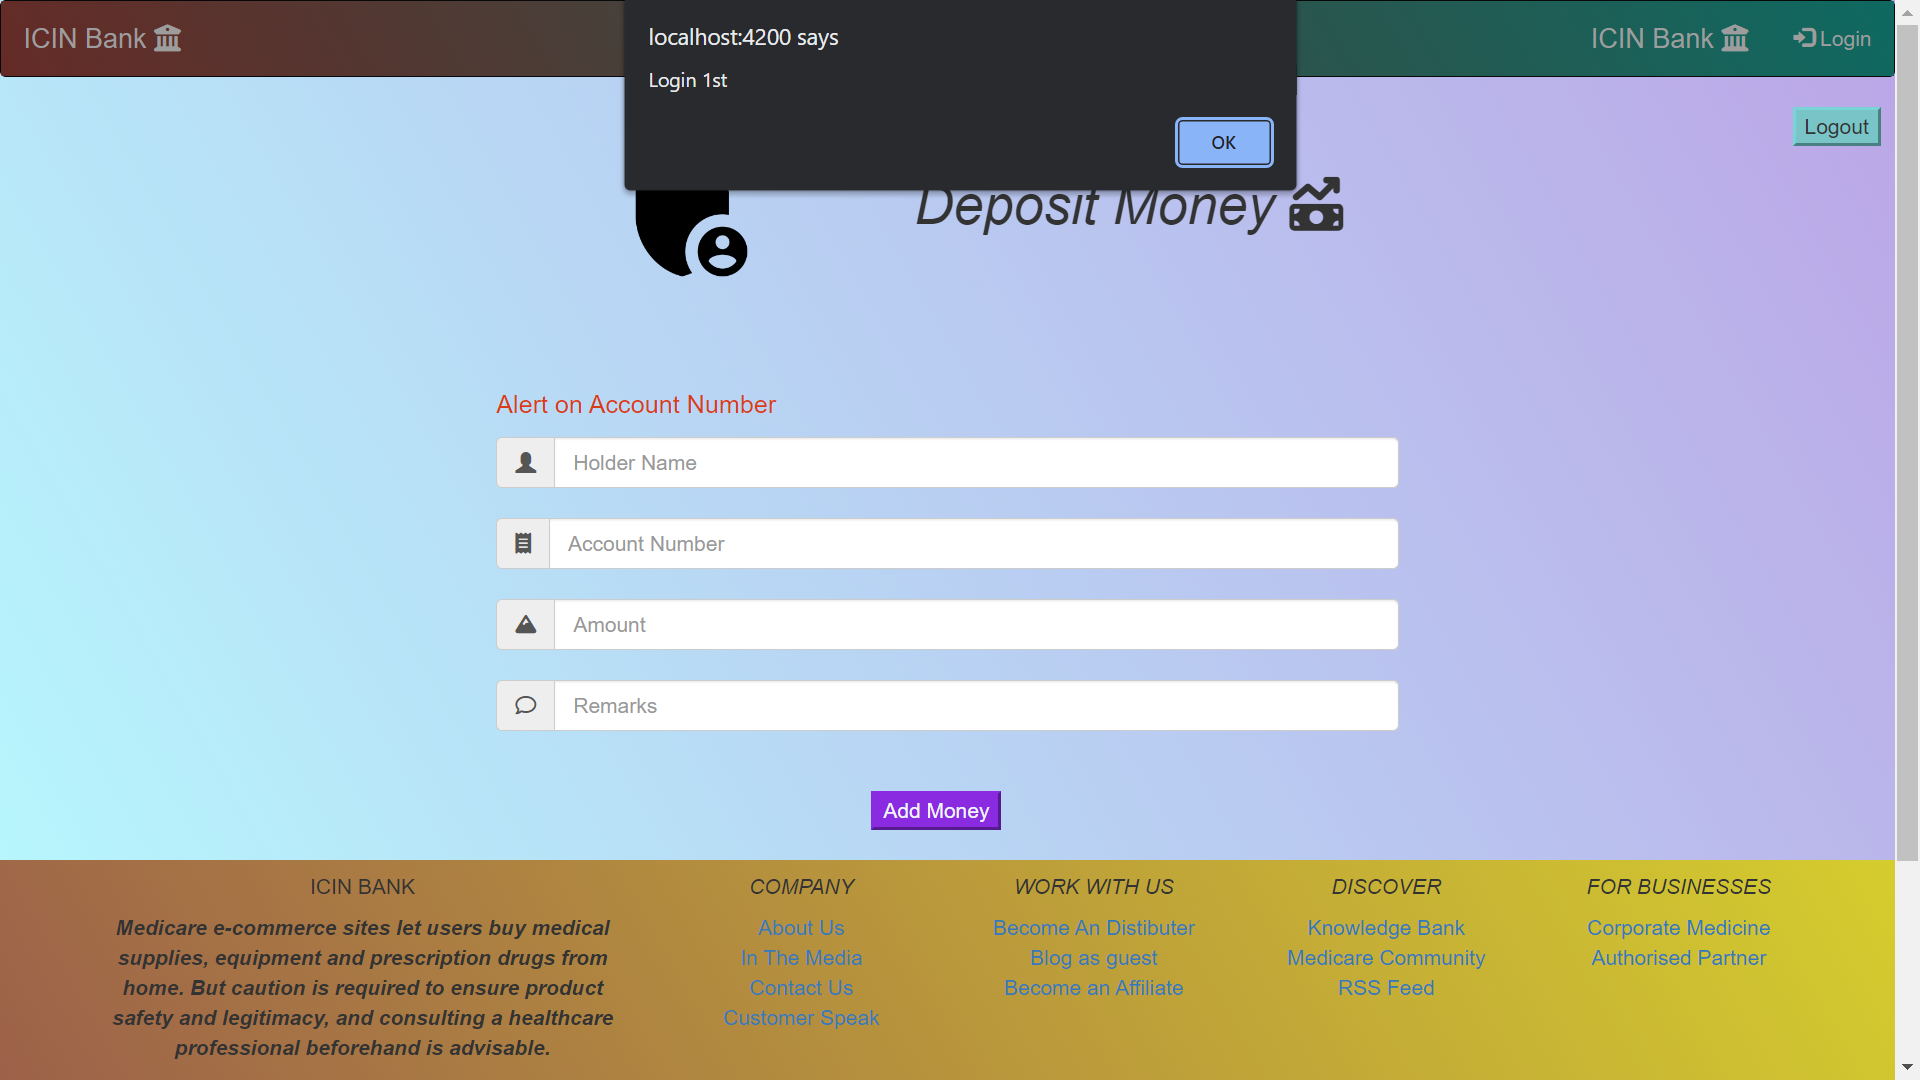 ICIN Bank
localhost:4200 says
Login 1st
OK
ICIN Bank
Login
Logout
Deposit Money
Alert on Account Number
Holder Name
Account Number
Amount
Remarks
Add Money
ICIN BANK
Medicare e-commerce sites let users buy medical
supplies, equipment and prescription drugs from
home. But caution is required to ensure product
safety and legitimacy, and consulting a healthcare
professional beforehand is advisable.
COMPANY
About Us
In The Media
Contact Us
Customer Speak
WORK WITH US
Become An Distibuter
Blog as guest
Become an Affiliate
DISCOVER
Knowledge Bank
Medicare Community
RSS Feed
FOR BUSINESSES
Corporate Medicine
Authorised Partner